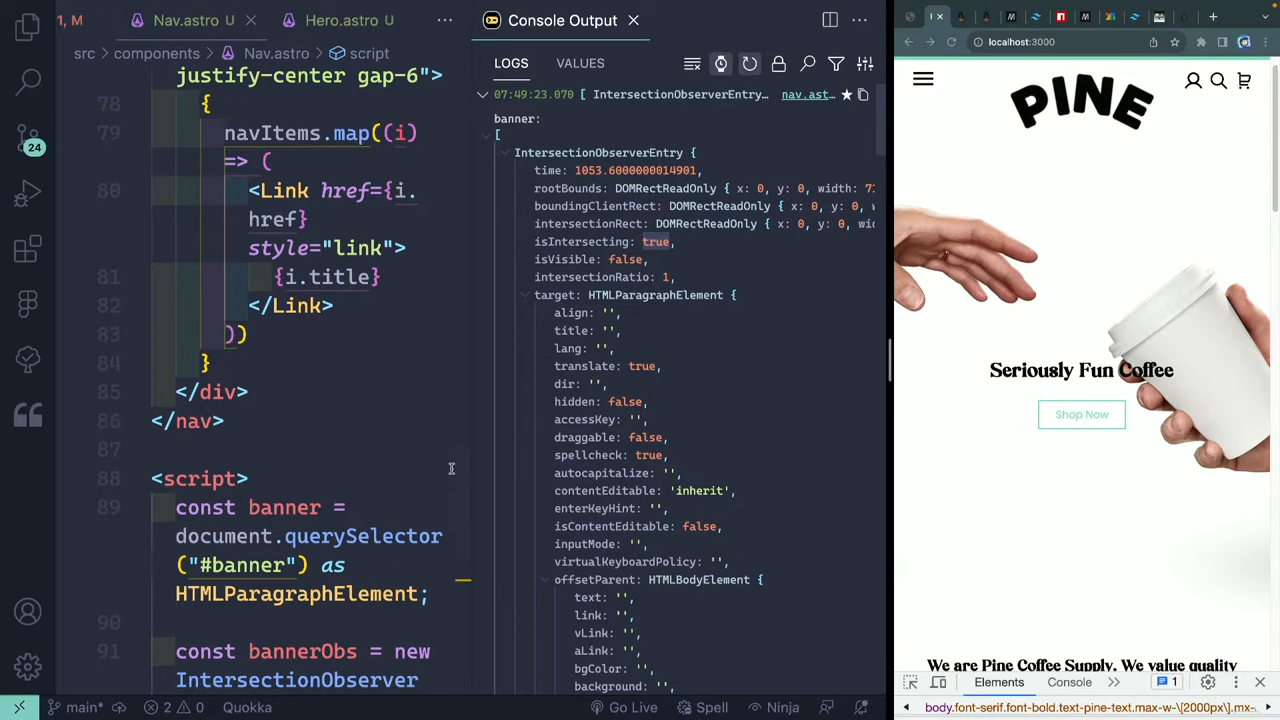 1, M
Nav.astro U
Hero.astro U
src > components > Nav.astro > script
justify-center gap-6">
78 {
79 navItems.map((i)
=> (
80 <Link href={i.
href}
style="link">
81 {i.title}
82 </Link>
83 ))
84 }
85 </div>
86 </nav>
87
88 <script>
89 const banner =
document.querySelector
("#banner") as
HTMLParagraphElement;
90
91 const bannerObs = new
IntersectionObserver
24
Console Output
LOGS VALUES
07:49:23.070 [ IntersectionObserverEntry… nav.ast…
banner:
[
IntersectionObserverEntry {
time: 1053.6000000014901,
rootBounds: DOMRectReadOnly { x: 0, y: 0, width: 7
boundingClientRect: DOMRectReadOnly { x: 0, y: 0, w
intersectionRect: DOMRectReadOnly { x: 0, y: 0, wid
isIntersecting: true,
isVisible: false,
intersectionRatio: 1,
target: HTMLParagraphElement {
align: '',
title: '',
lang: '',
translate: true,
dir: '',
hidden: false,
accessKey: '',
draggable: false,
spellcheck: true,
autocapitalize: '',
contentEditable: 'inherit',
enterKeyHint: '',
isContentEditable: false,
inputMode: '',
virtualKeyboardPolicy: '',
offsetParent: HTMLBodyElement {
text: '',
link: '',
vLink: '',
aLink: '',
bgColor: '',
background: '',
main* 2 0 Quokka Go Live Spell Ninja
localhost:3000
PINE
Seriously Fun Coffee
Shop Now
We are Pine Coffee Supply. We value quality
Elements Console 1
body.font-serif.font-bold.text-pine-text.max-w-\[2000px\].mx-